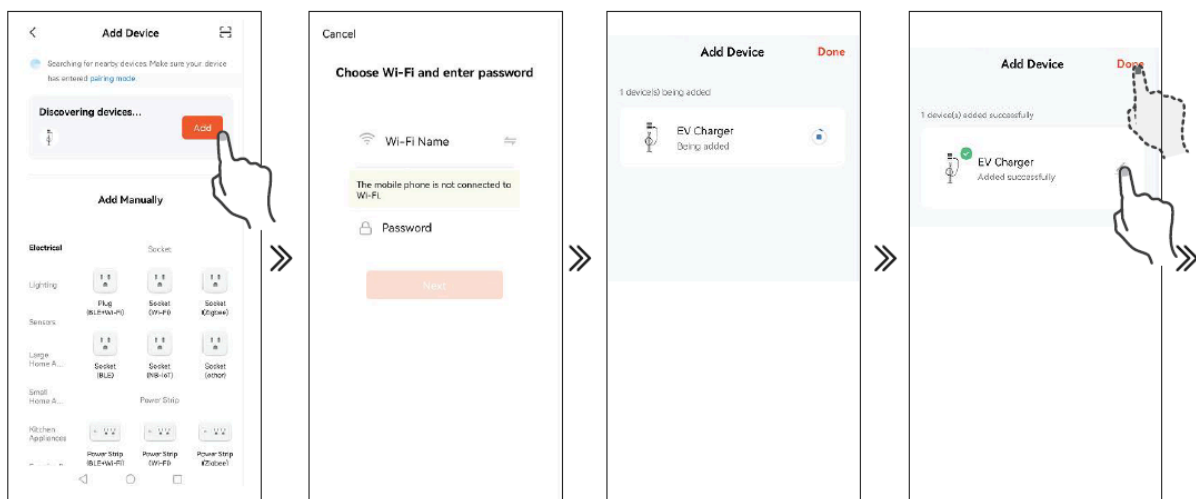 Add Device
Searching for nearby devices. Make sure your device
has entered pairing mode.
Discovering devices...
Add
Add Manually
Electrical
Socket
Lighting
Plug
(BLE+Wi-Fi)
Socket
(Wi-Fi)
Socket
(Zigbee)
Sensors
Large
Home A...
Socket
(BLE)
Socket
(NB-IoT)
Socket
(other)
Small
Home A...
Power Strip
Kitchen
Appliances
Power Strip
(BLE+Wi-Fi)
Power Strip
(Wi-Fi)
Power Strip
(Zigbee)
Cancel
Choose Wi-Fi and enter password
Wi-Fi Name
The mobile phone is not connected to
Wi-Fi.
Password
Next
Add Device
Done
1 device(s) being added
EV Charger
Being added
Add Device
Done
1 device(s) added successfully
EV Charger
Added successfully